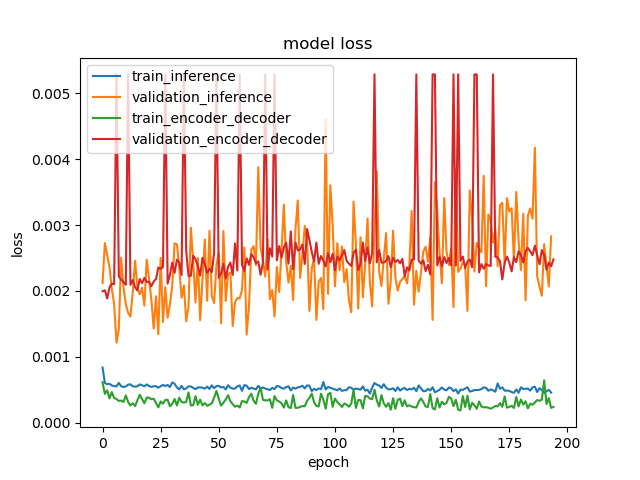 model loss
train_inference
validation_inference
train_encoder_decoder
validation_encoder_decoder
loss
0.005
0.004
0.003
0.002
0.001
0.000
0 25 50 75 100 125 150 175 200
epoch